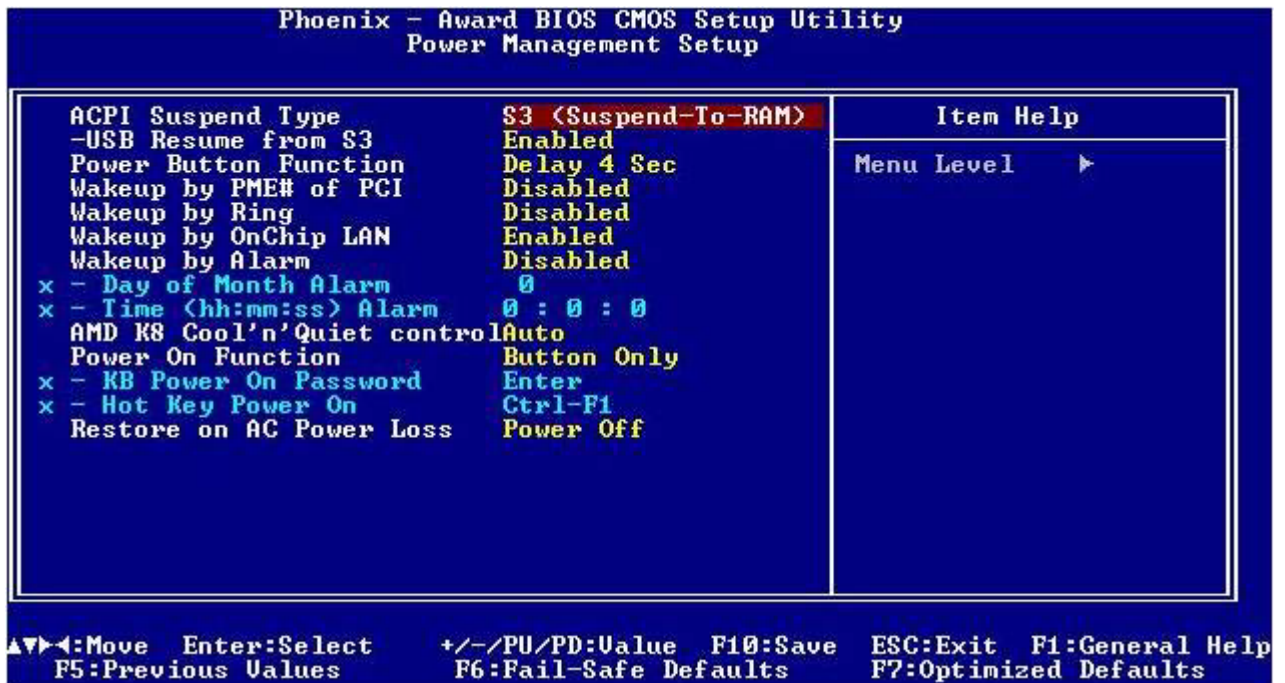 Phoenix - Award BIOS CMOS Setup Utility
Power Management Setup
ACPI Suspend Type S3 (Suspend-To-RAM)
-USB Resume from S3 Enabled
Power Button Function Delay 4 Sec
Wakeup by PME# of PCI Disabled
Wakeup by Ring Disabled
Wakeup by OnChip LAN Enabled
Wakeup by Alarm Disabled
x - Day of Month Alarm 0
x - Time (hh:mm:ss) Alarm 0 : 0 : 0
AMD K8 Cool'n'Quiet control Auto
Power On Function Button Only
x - KB Power On Password Enter
x - Hot Key Power On Ctrl-F1
Restore on AC Power Loss Power Off
Item Help
Menu Level ►
▲▼►◄:Move Enter:Select +/-/PU/PD:Value F10:Save ESC:Exit F1:General Help
F5:Previous Values F6:Fail-Safe Defaults F7:Optimized Defaults